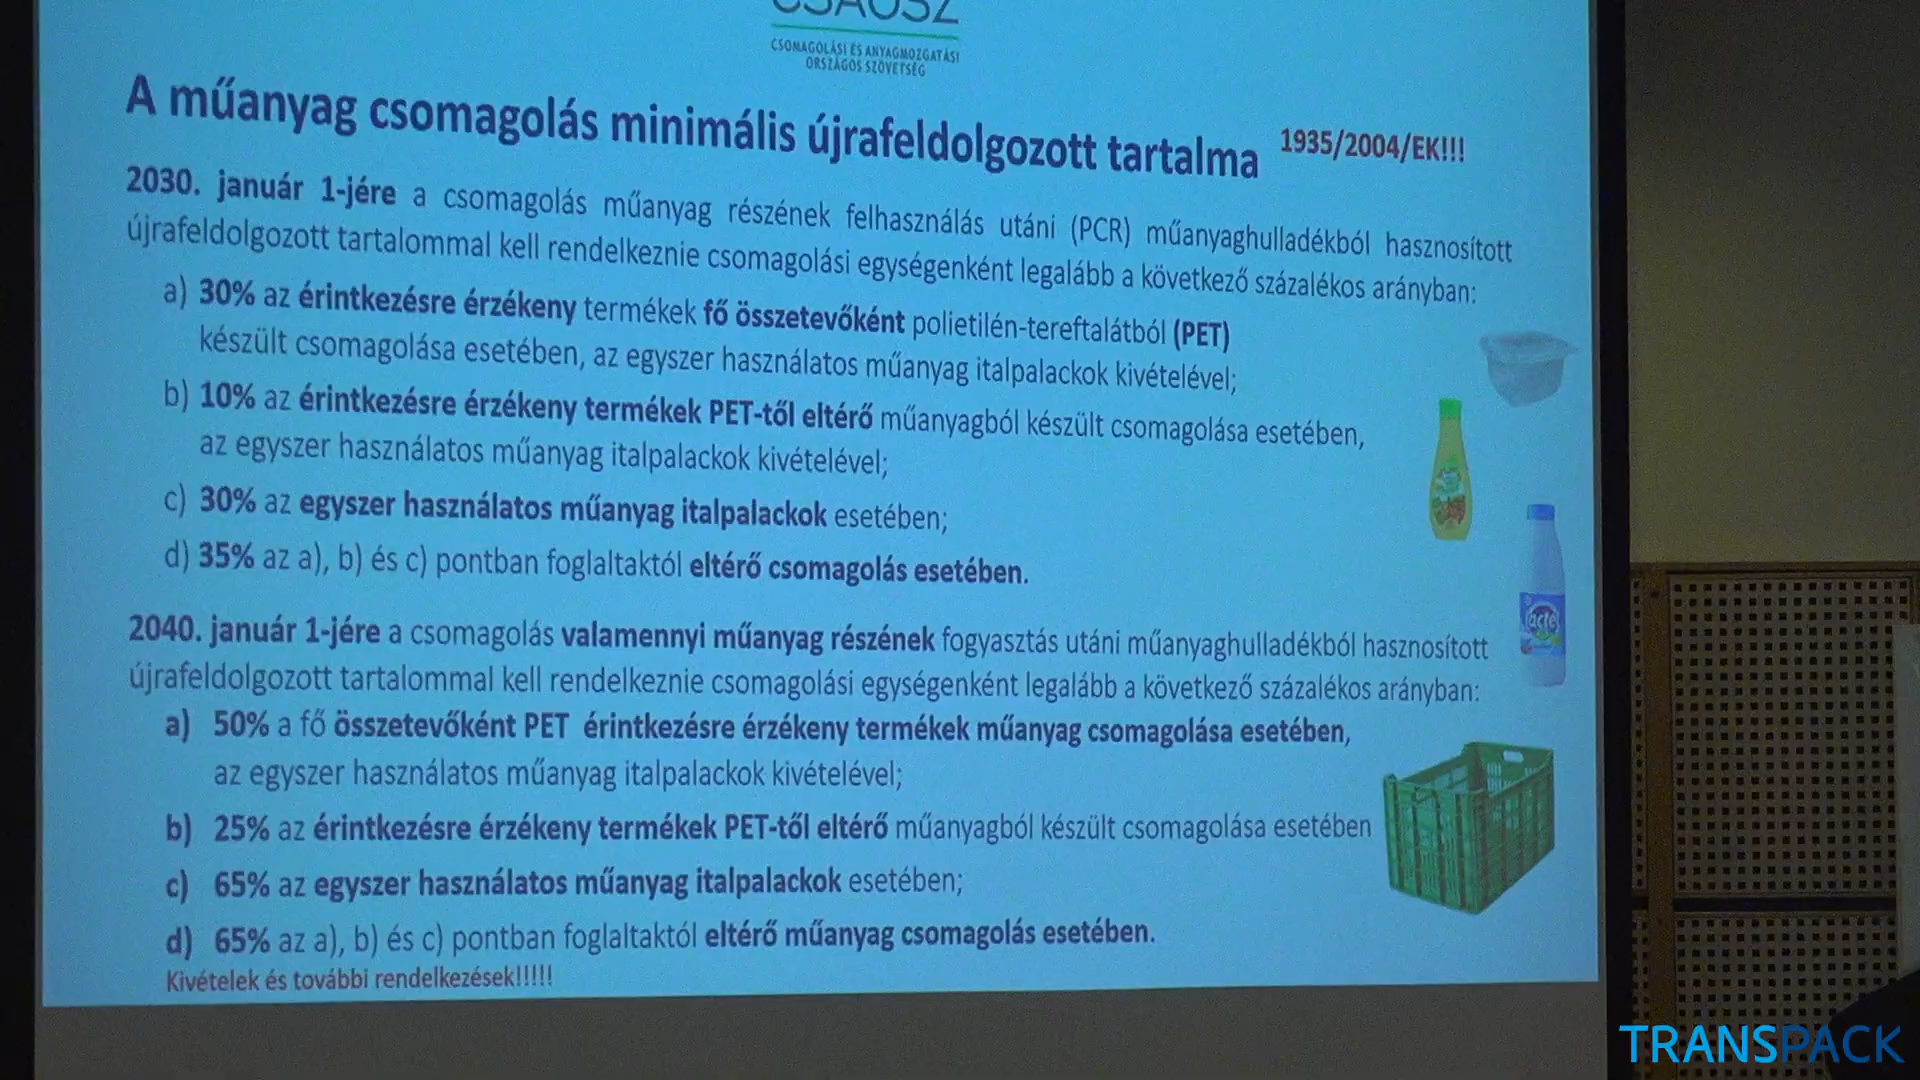 CSAOSZ
CSOMAGOLÁSI ÉS ANYAGMOZGATÁSI
ORSZÁGOS SZÖVETSÉG
A műanyag csomagolás minimális újrafeldolgozott tartalma 1935/2004/EK!!!
2030. január 1-jére a csomagolás műanyag részének felhasználás utáni (PCR) műanyaghulladékból hasznosított
újrafeldolgozott tartalommal kell rendelkeznie csomagolási egységenként legalább a következő százalékos arányban:
a) 30% az érintkezésre érzékeny termékek fő összetevőként polietilén-tereftalátból (PET)
készült csomagolása esetében, az egyszer használatos műanyag italpalackok kivételével;
b) 10% az érintkezésre érzékeny termékek PET-től eltérő műanyagból készült csomagolása esetében,
az egyszer használatos műanyag italpalackok kivételével;
c) 30% az egyszer használatos műanyag italpalackok esetében;
d) 35% az a), b) és c) pontban foglaltaktól eltérő csomagolás esetében.
2040. január 1-jére a csomagolás valamennyi műanyag részének fogyasztás utáni műanyaghulladékból hasznosított
újrafeldolgozott tartalommal kell rendelkeznie csomagolási egységenként legalább a következő százalékos arányban:
a) 50% a fő összetevőként PET érintkezésre érzékeny termékek műanyag csomagolása esetében,
az egyszer használatos műanyag italpalackok kivételével;
b) 25% az érintkezésre érzékeny termékek PET-től eltérő műanyagból készült csomagolása esetében
c) 65% az egyszer használatos műanyag italpalackok esetében;
d) 65% az a), b) és c) pontban foglaltaktól eltérő műanyag csomagolás esetében.
Kivételek és további rendelkezések!!!!!
lactel
TRANSPACK